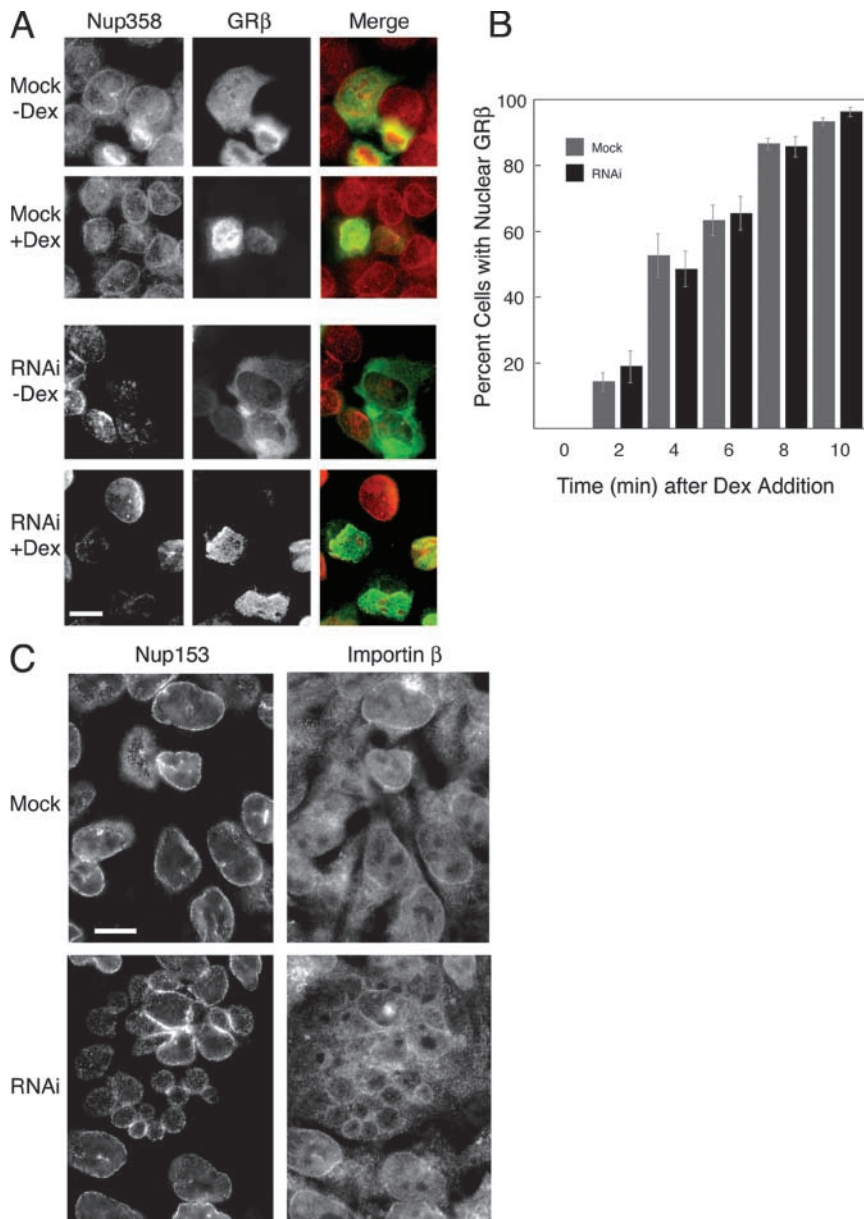 A
Nup358 GRβ Merge
Mock
-Dex
Mock
+Dex
RNAi
-Dex
RNAi
+Dex
B
Percent Cells with Nuclear GRβ
100
80
60
40
20
Mock
RNAi
0 2 4 6 8 10
Time (min) after Dex Addition
C
Nup153 Importin β
Mock
RNAi